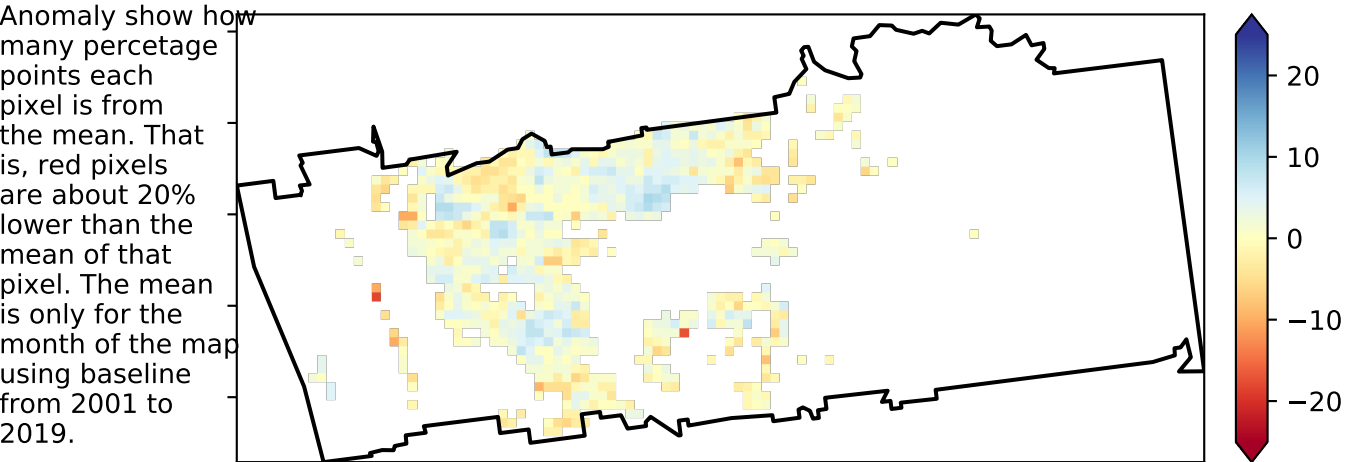 Anomaly show how
many percetage
points each
pixel is from
the mean. That
is, red pixels
are about 20%
lower than the
mean of that
pixel. The mean
is only for the
month of the map
using baseline
from 2001 to
2019.
20
10
0
−10
−20